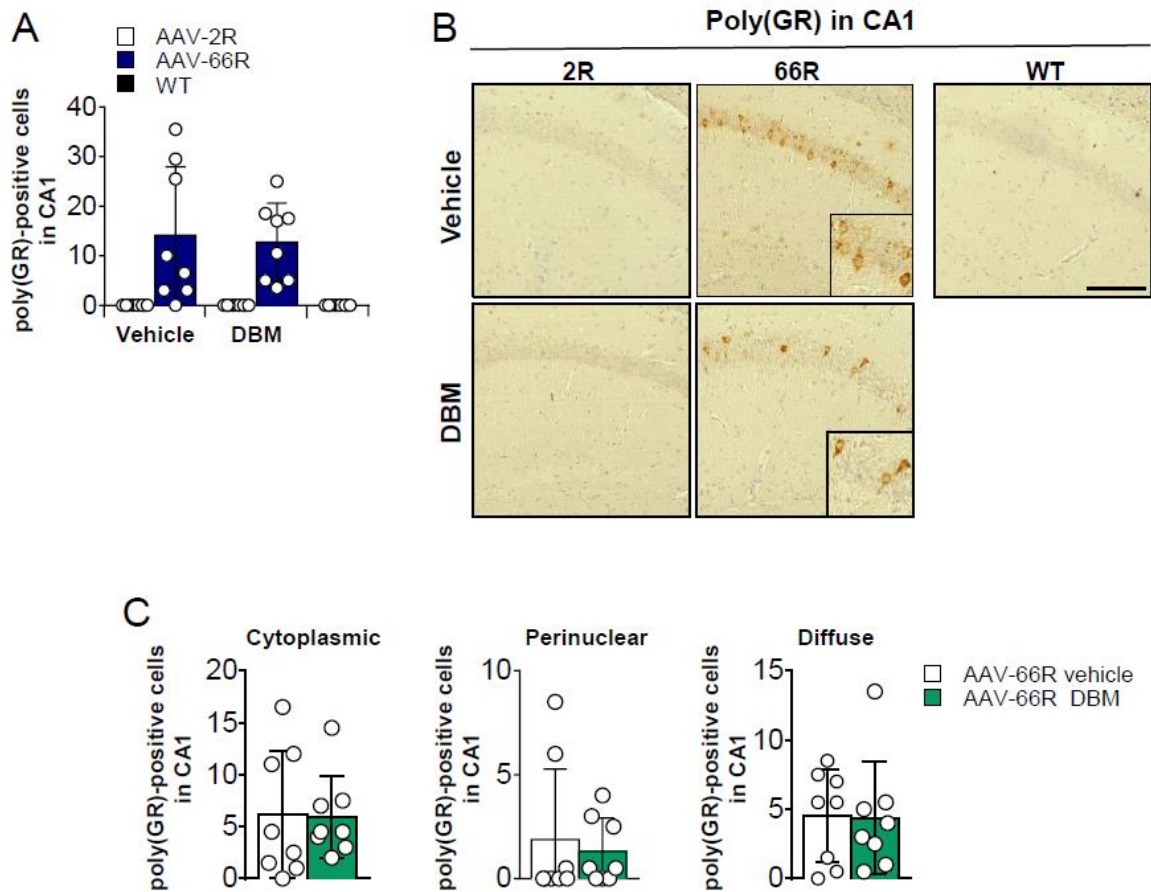 A
AAV-2R
AAV-66R
WT
poly(GR)-positive cells
in CA1
40
30
20
10
0
Vehicle
DBM
B
Poly(GR) in CA1
2R
66R
WT
Vehicle
DBM
C
Cytoplasmic
poly(GR)-positive cells
in CA1
20
15
10
5
0
Perinuclear
poly(GR)-positive cells
in CA1
10
5
0
Diffuse
poly(GR)-positive cells
in CA1
15
10
5
0
AAV-66R vehicle
AAV-66R DBM